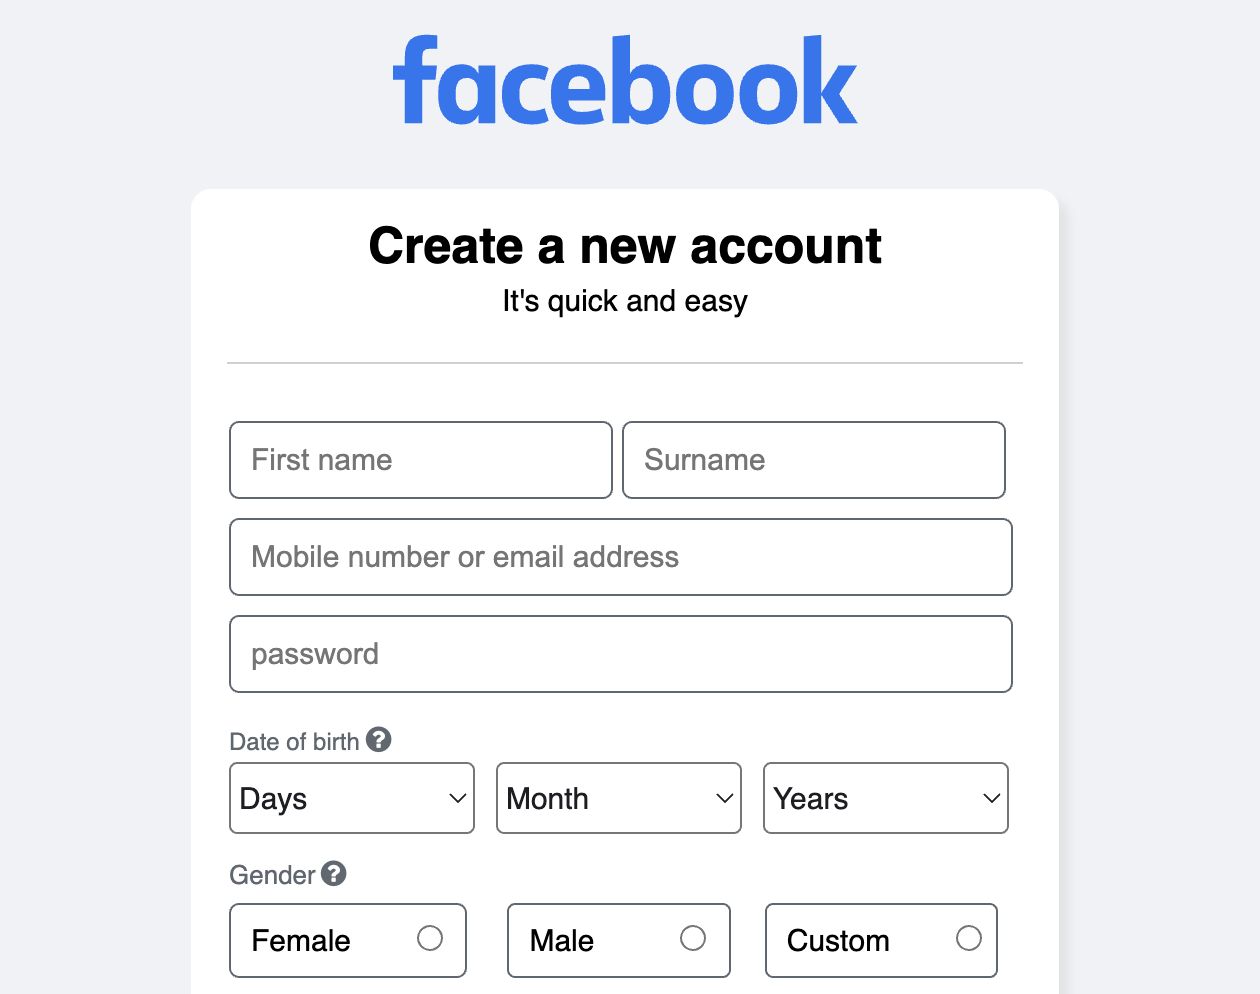 facebook
Create a new account
It's quick and easy
First name Surname
Mobile number or email address
password
Date of birth ?
Days Month Years
Gender ?
Female Male Custom